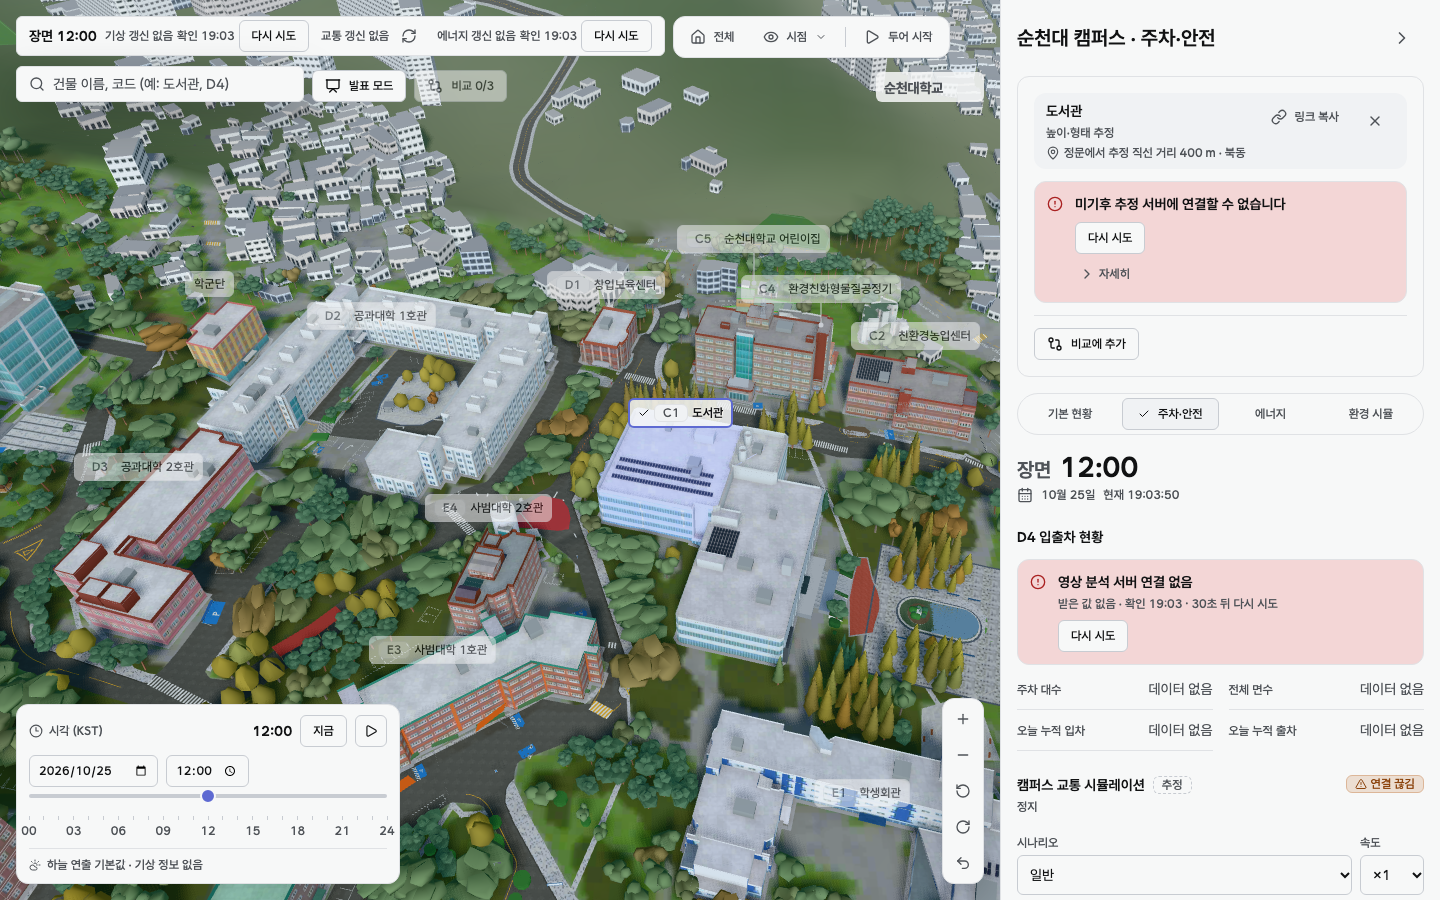 장면 12:00 기상 갱신 없음 확인 19:03 다시 시도 교통 갱신 없음 에너지 갱신 없음 확인 19:03 다시 시도
전체 시점 투어 시작
건물 이름, 코드 (예: 도서관, D4) 발표 모드 비교 0/3
순천대학교
C5 순천대학교 어린이집
학군단
D1 창업보육센터
C4 환경친화형물질공정기
D2 공과대학 1호관
C2 친환경농업센터
C1 도서관
D3 공과대학 2호관
E4 사범대학 2호관
E3 사범대학 1호관
E1 학생회관
시각 (KST) 12:00 지금
2026/10/25 12:00
00 03 06 09 12 15 18 21 24
하늘 연출 기본값 · 기상 정보 없음
순천대 캠퍼스 · 주차·안전
도서관
링크 복사
높이·형태 추정
정문에서 추정 직선 거리 400 m · 북동
미기후 추정 서버에 연결할 수 없습니다
다시 시도
자세히
비교에 추가
기본 현황 주차·안전 에너지 환경 시뮬
장면 12:00
10월 25일 현재 19:03:50
D4 입출차 현황
영상 분석 서버 연결 없음
받은 값 없음 · 확인 19:03 · 30초 뒤 다시 시도
다시 시도
주차 대수 데이터 없음 전체 면수 데이터 없음
오늘 누적 입차 데이터 없음 오늘 누적 출차 데이터 없음
캠퍼스 교통 시뮬레이션 추정 연결 끊김
정지
시나리오 속도
일반 ×1